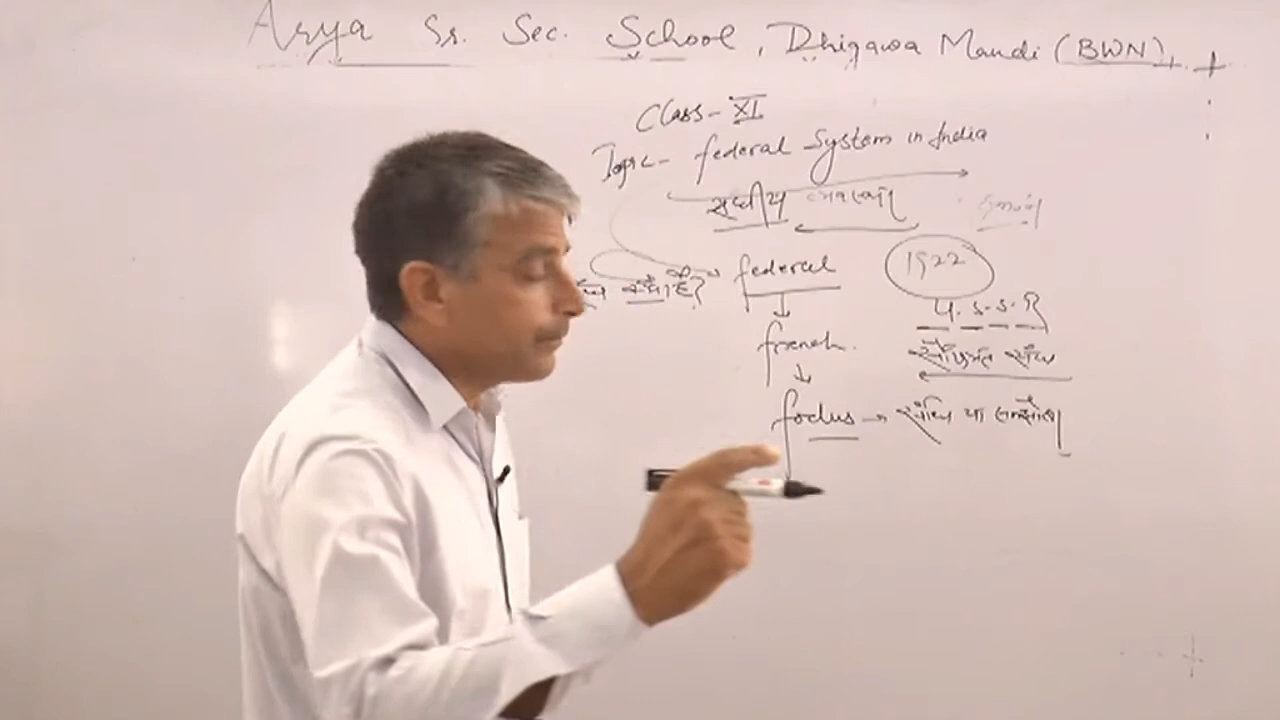 Arya Sr. Sec. School, Dhigawa Mandi (BWN)
Class - XI
Topic - federal System in India
संघीय व्यवस्था
क्या है? federal 1922
U.S.S.R
french.
सोवियत संघ
foedus → संधि या समझौता